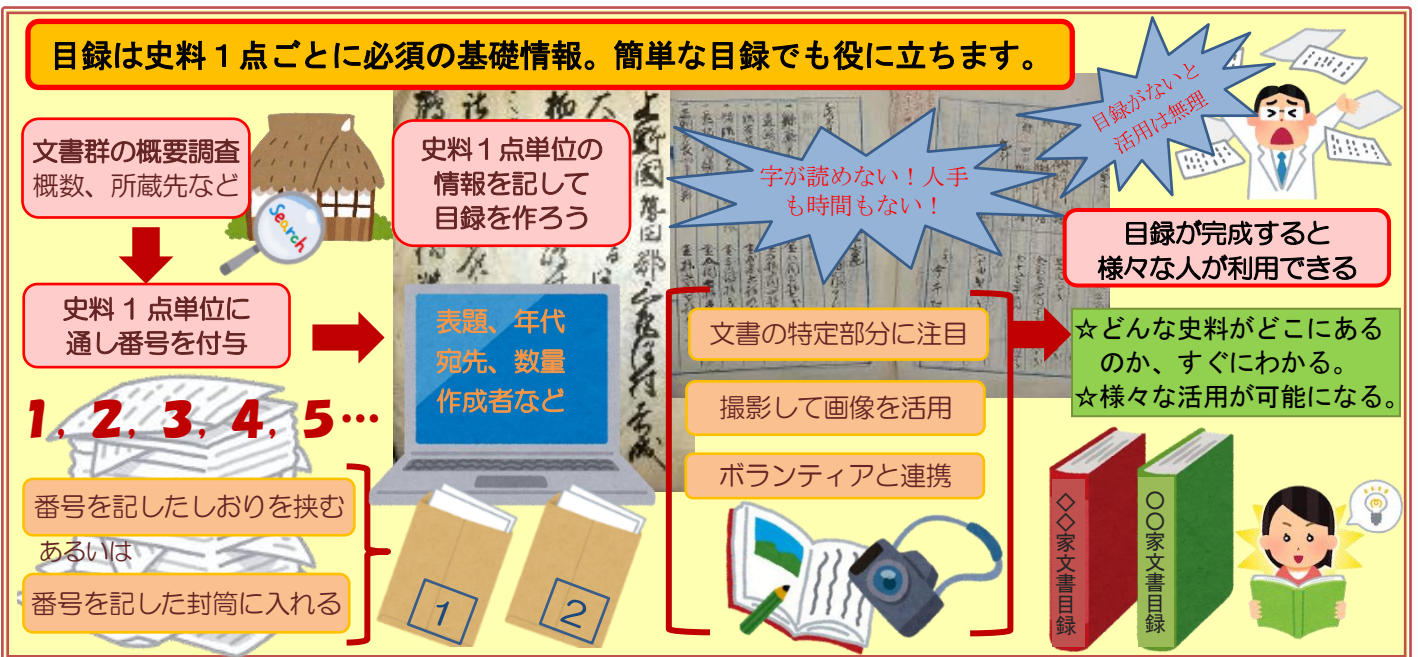 目録は史料１点ごとに必須の基礎情報。簡単な目録でも役に立ちます。
文書群の概要調査
概数、所蔵先など
Search
史料１点単位に
通し番号を付与
1, 2, 3, 4, 5…
番号を記したしおりを挟む
あるいは
番号を記した封筒に入れる
史料１点単位の
情報を記して
目録を作ろう
表題、年代
宛先、数量
作成者など
1
2
字が読めない！人手
も時間もない！
文書の特定部分に注目
撮影して画像を活用
ボランティアと連携
目録がないと
活用は無理
目録が完成すると
様々な人が利用できる
☆どんな史料がどこにある
のか、すぐにわかる。
☆様々な活用が可能になる。
◇◇家文書目録
〇〇家文書目録